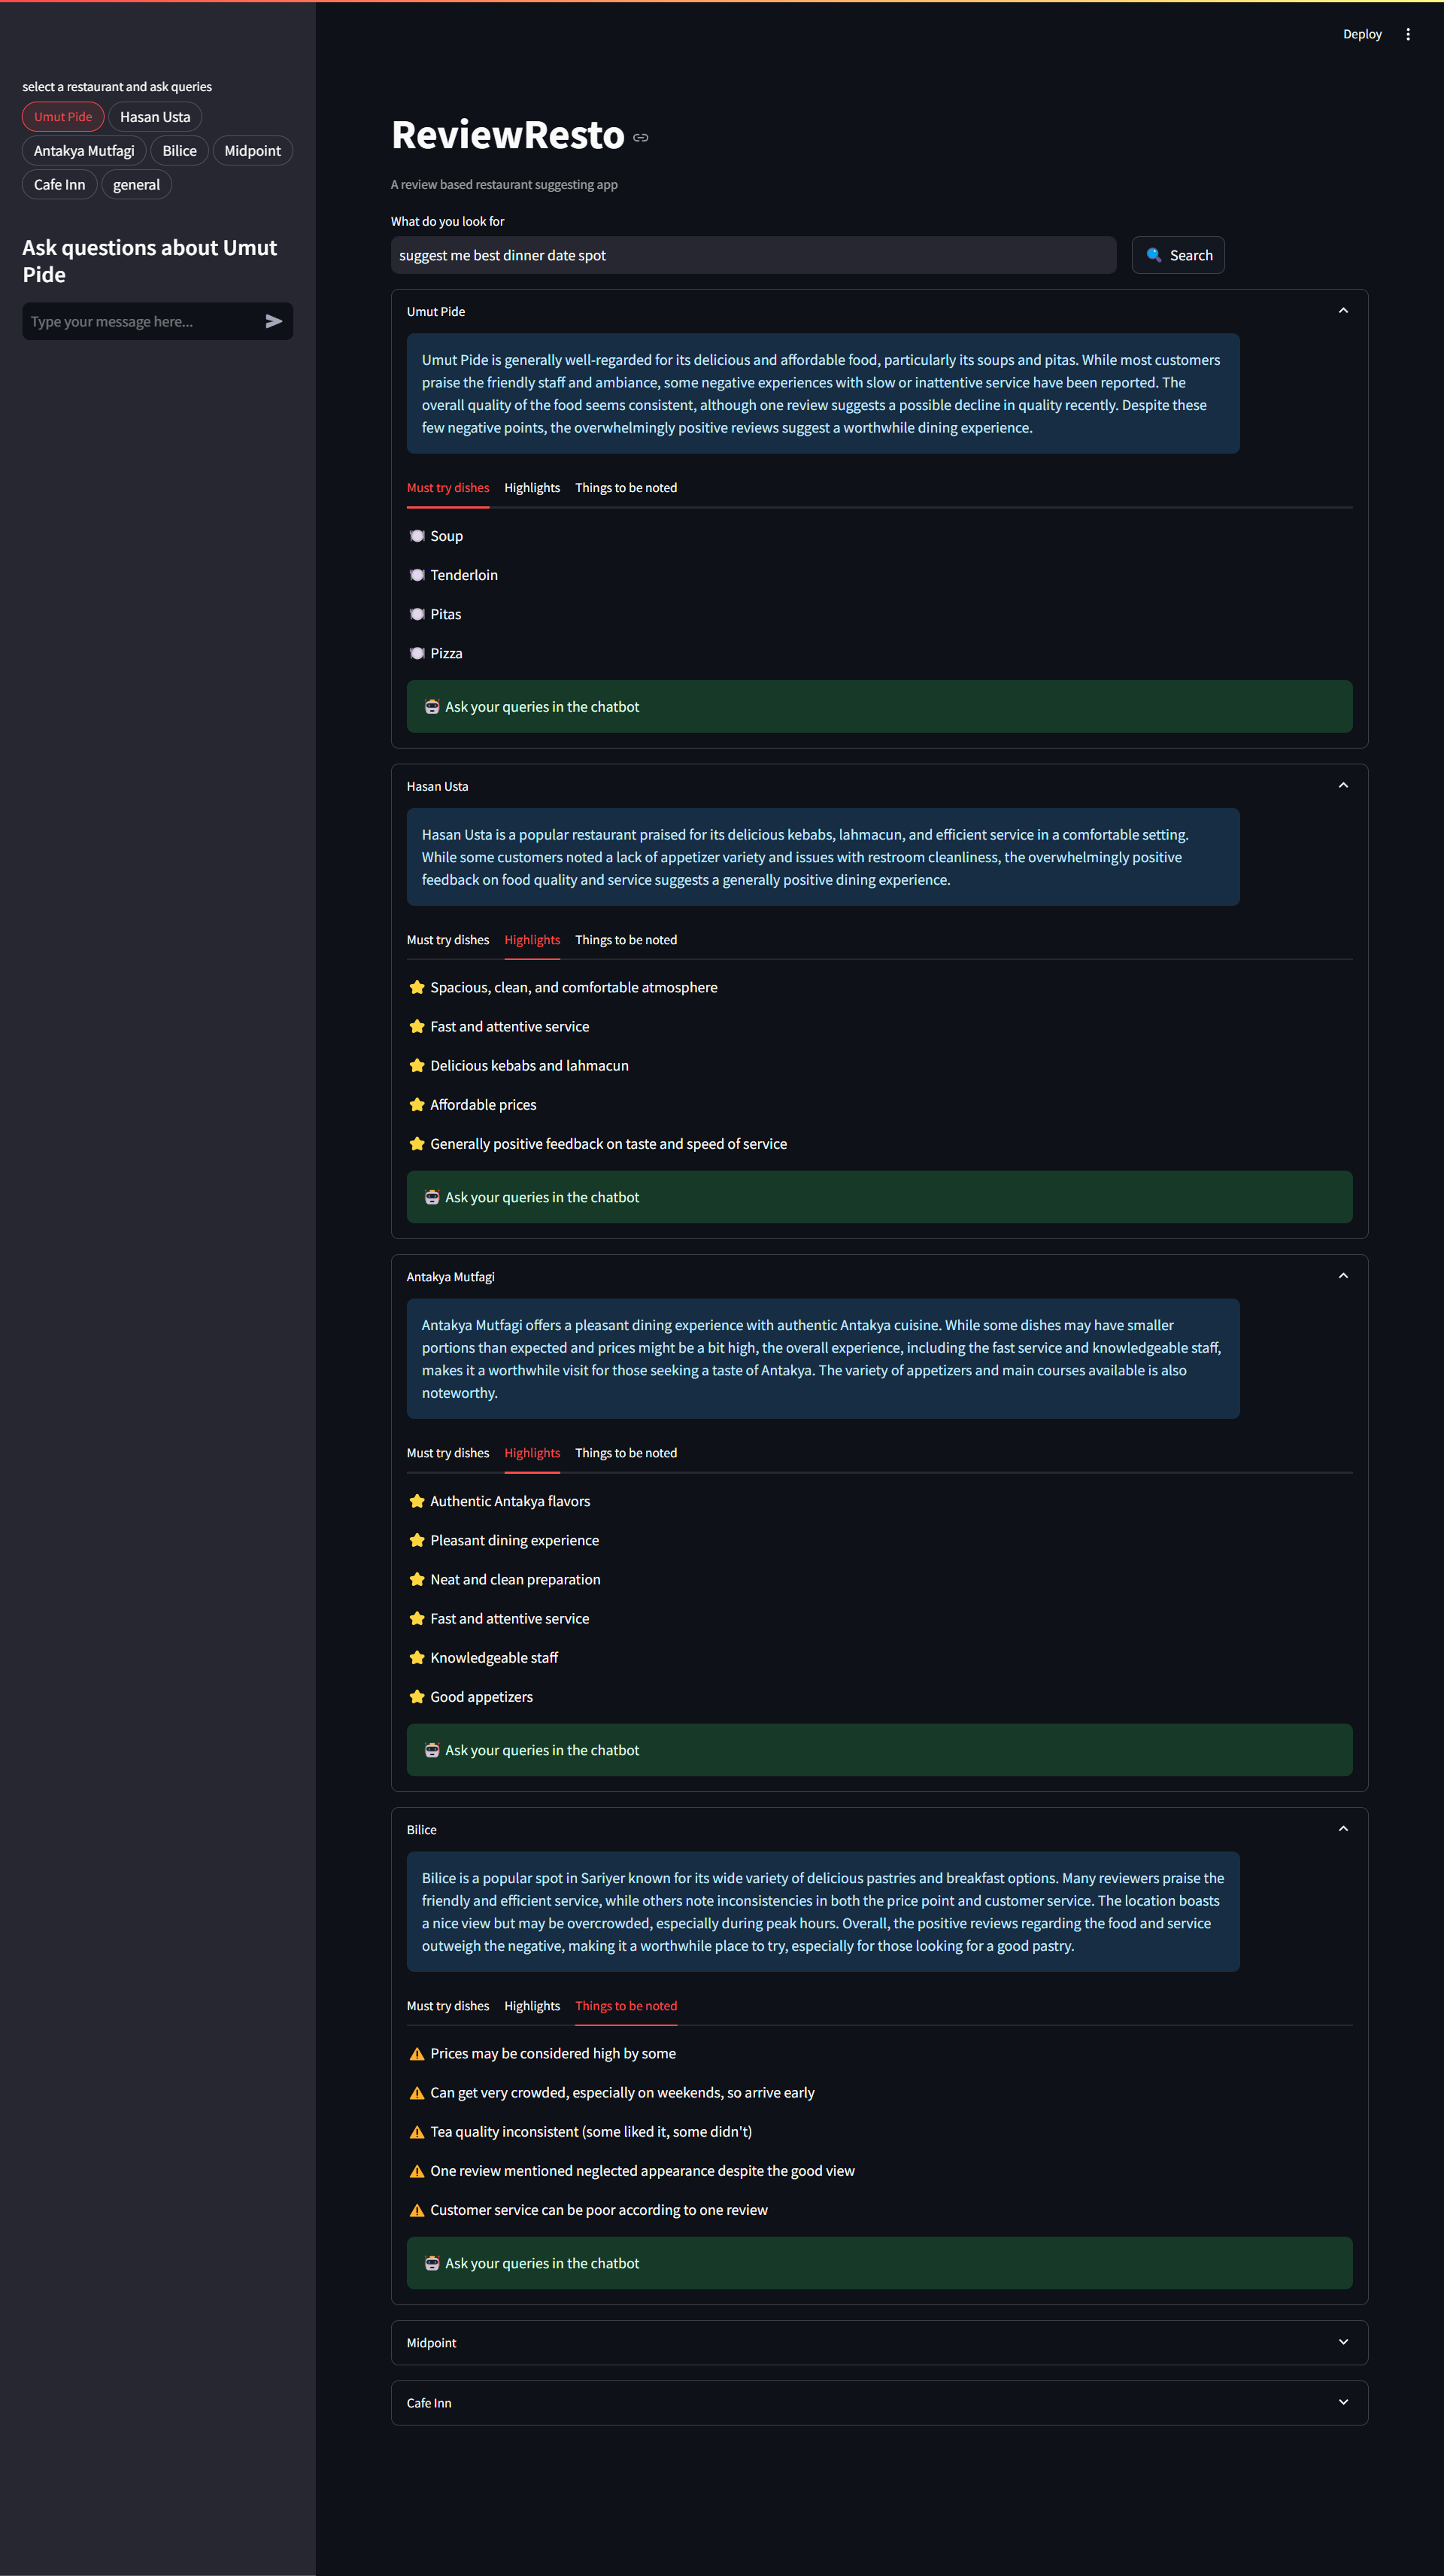 Deploy
select a restaurant and ask queries
Umut Pide
Hasan Usta
Antakya Mutfagi
Bilice
Midpoint
Cafe Inn
general
Ask questions about Umut
Pide
Type your message here...
ReviewResto
A review based restaurant suggesting app
What do you look for
suggest me best dinner date spot
Search
Umut Pide
Umut Pide is generally well-regarded for its delicious and affordable food, particularly its soups and pitas. While most customers
praise the friendly staff and ambiance, some negative experiences with slow or inattentive service have been reported. The
overall quality of the food seems consistent, although one review suggests a possible decline in quality recently. Despite these
few negative points, the overwhelmingly positive reviews suggest a worthwhile dining experience.
Must try dishes Highlights Things to be noted
Soup
Tenderloin
Pitas
Pizza
Ask your queries in the chatbot
Hasan Usta
Hasan Usta is a popular restaurant praised for its delicious kebabs, lahmacun, and efficient service in a comfortable setting.
While some customers noted a lack of appetizer variety and issues with restroom cleanliness, the overwhelmingly positive
feedback on food quality and service suggests a generally positive dining experience.
Must try dishes Highlights Things to be noted
Spacious, clean, and comfortable atmosphere
Fast and attentive service
Delicious kebabs and lahmacun
Affordable prices
Generally positive feedback on taste and speed of service
Ask your queries in the chatbot
Antakya Mutfagi
Antakya Mutfagi offers a pleasant dining experience with authentic Antakya cuisine. While some dishes may have smaller
portions than expected and prices might be a bit high, the overall experience, including the fast service and knowledgeable staff,
makes it a worthwhile visit for those seeking a taste of Antakya. The variety of appetizers and main courses available is also
noteworthy.
Must try dishes Highlights Things to be noted
Authentic Antakya flavors
Pleasant dining experience
Neat and clean preparation
Fast and attentive service
Knowledgeable staff
Good appetizers
Ask your queries in the chatbot
Bilice
Bilice is a popular spot in Sariyer known for its wide variety of delicious pastries and breakfast options. Many reviewers praise the
friendly and efficient service, while others note inconsistencies in both the price point and customer service. The location boasts
a nice view but may be overcrowded, especially during peak hours. Overall, the positive reviews regarding the food and service
outweigh the negative, making it a worthwhile place to try, especially for those looking for a good pastry.
Must try dishes Highlights Things to be noted
Prices may be considered high by some
Can get very crowded, especially on weekends, so arrive early
Tea quality inconsistent (some liked it, some didn't)
One review mentioned neglected appearance despite the good view
Customer service can be poor according to one review
Ask your queries in the chatbot
Midpoint
Cafe Inn